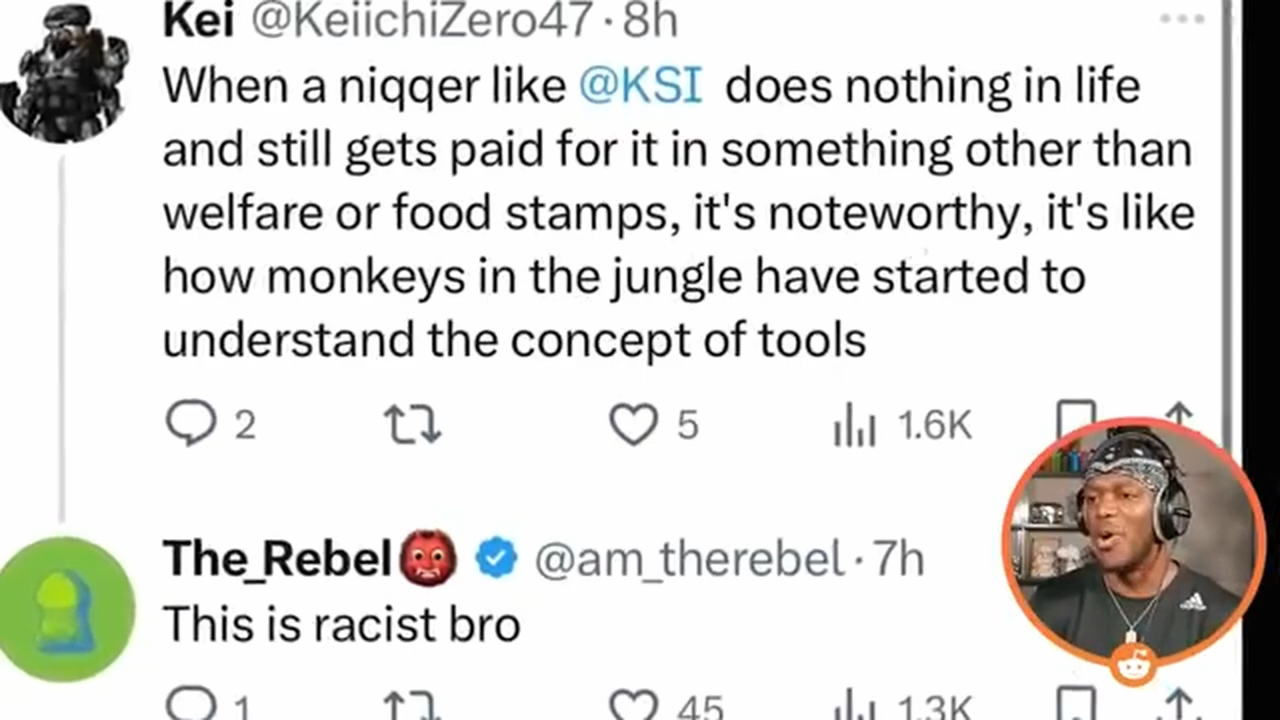 Kei @KeiichiZero47 · 8h
When a niqqer like @KSI does nothing in life
and still gets paid for it in something other than
welfare or food stamps, it's noteworthy, it's like
how monkeys in the jungle have started to
understand the concept of tools
2 5 1.6K
The_Rebel👹 @am_therebel · 7h
This is racist bro
1 45 1.3K